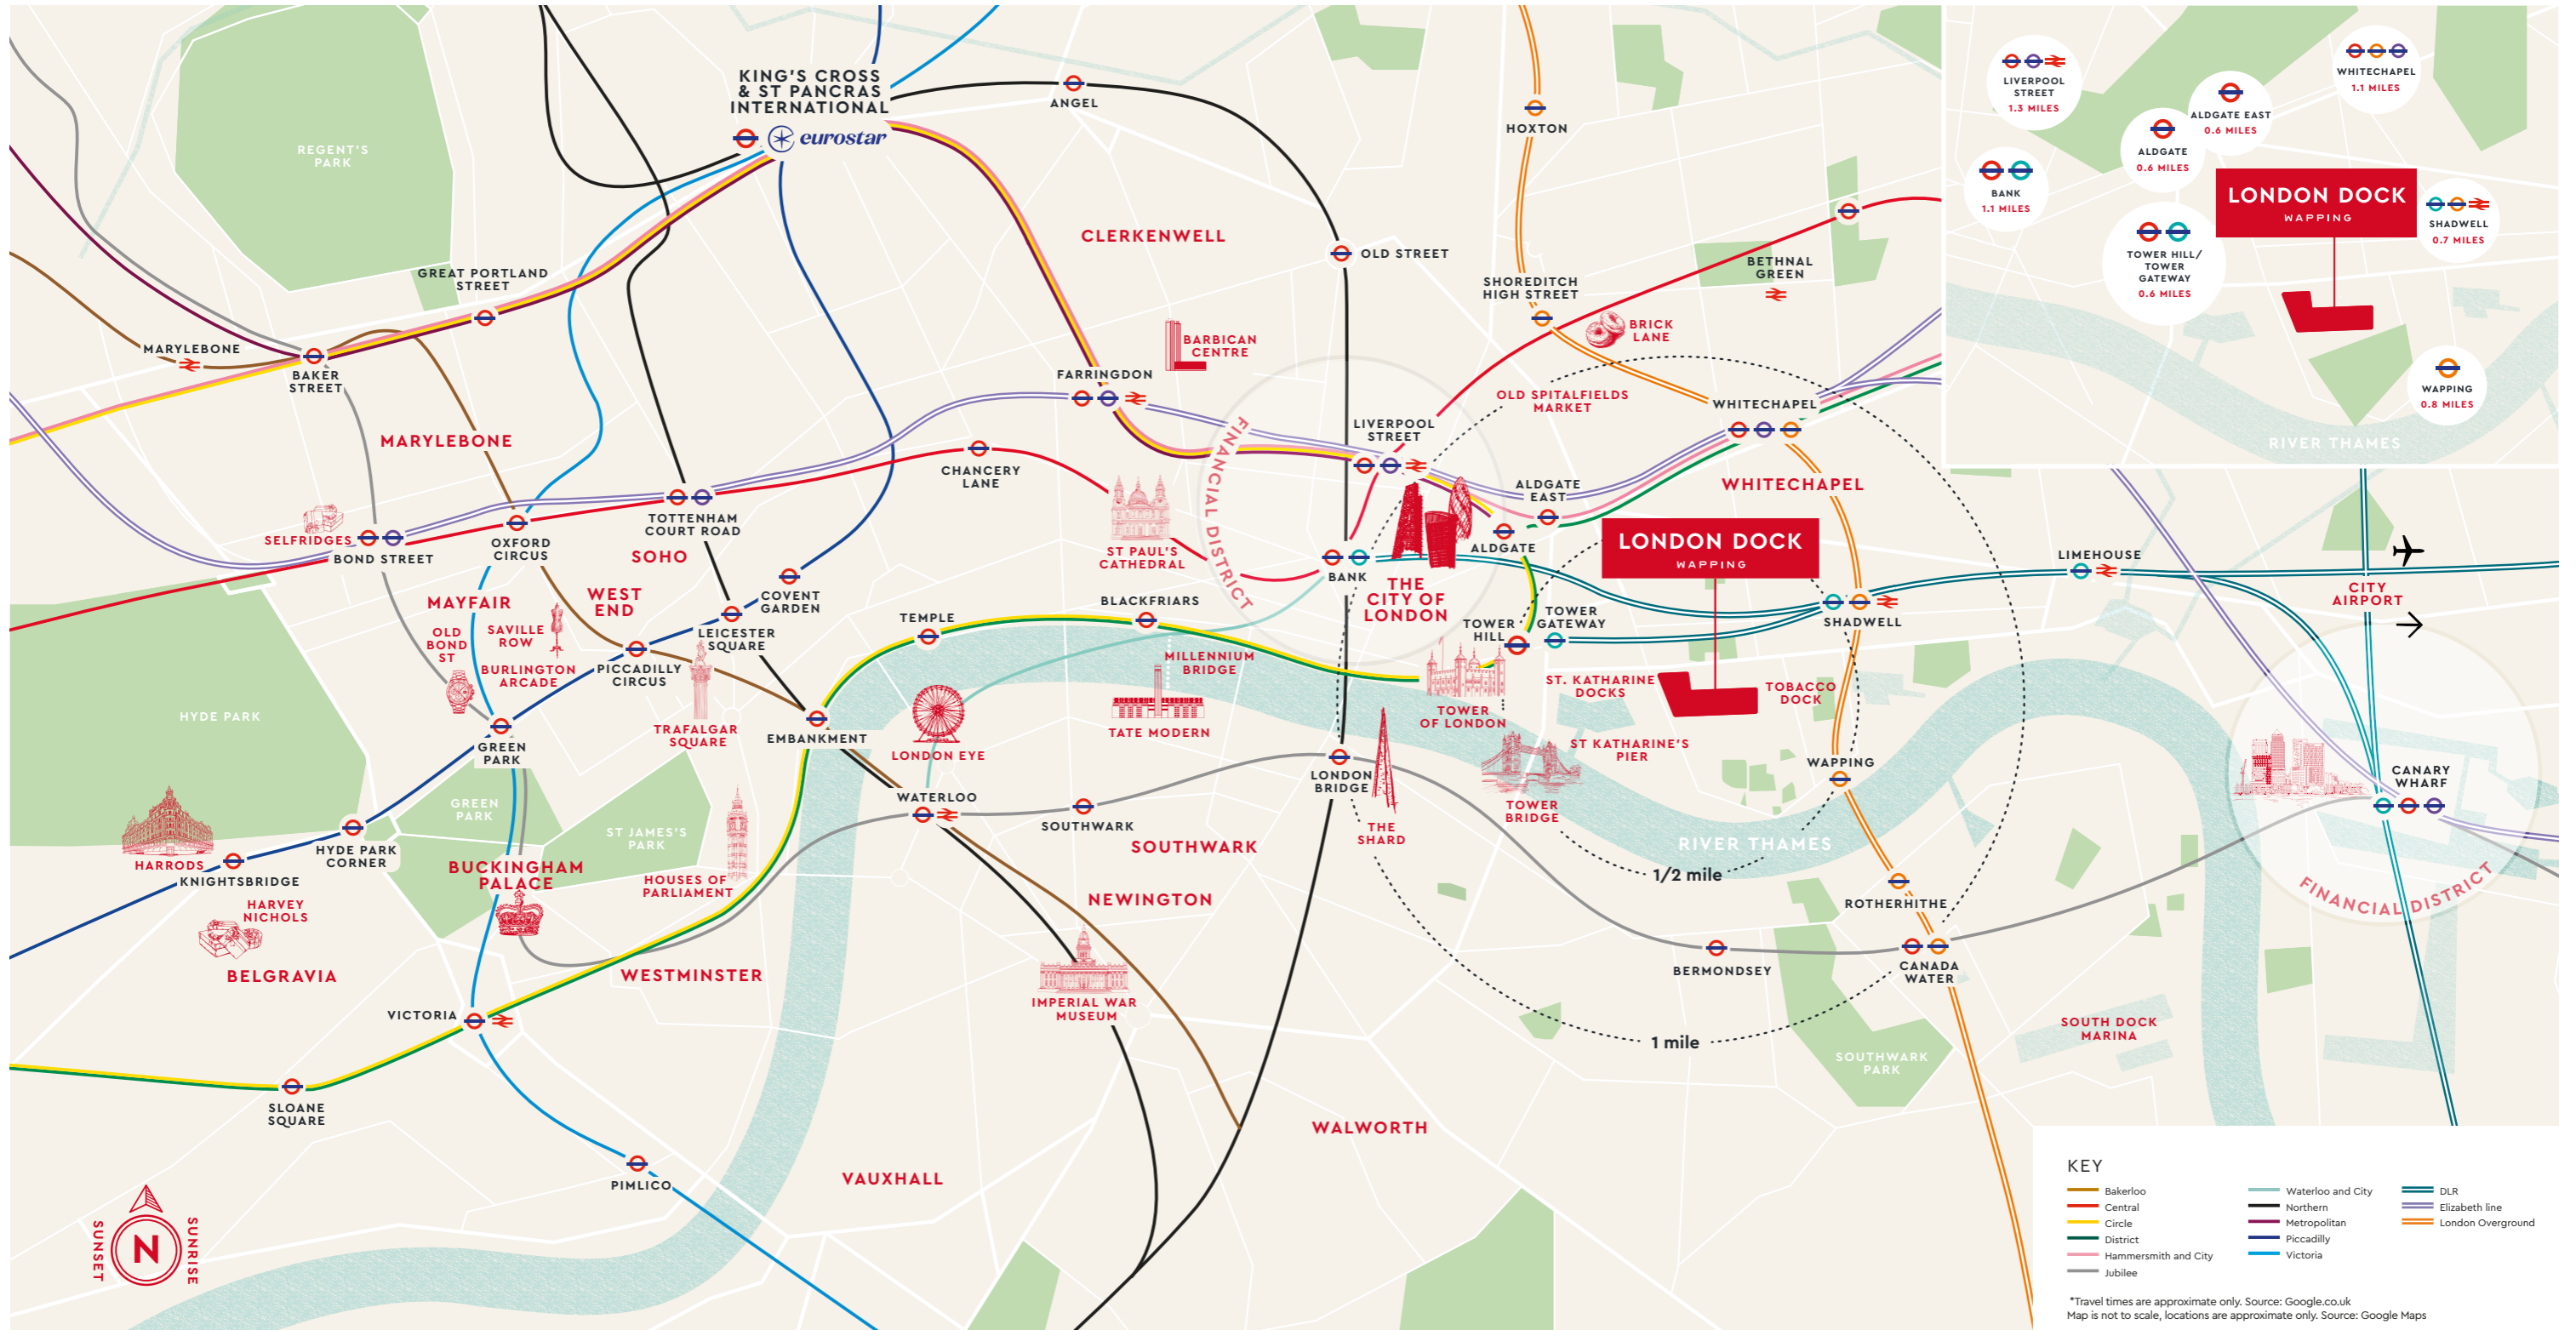 KING'S CROSS
& ST PANCRAS
INTERNATIONAL
eurostar
ANGEL
HOXTON
REGENT'S
PARK
CLERKENWELL
OLD STREET
GREAT PORTLAND
STREET
SHOREDITCH
HIGH STREET
BETHNAL
GREEN
BRICK
LANE
MARYLEBONE
BAKER
STREET
BARBICAN
CENTRE
FARRINGDON
OLD SPITALFIELDS
MARKET
WHITECHAPEL
MARYLEBONE
LIVERPOOL
STREET
FINANCIAL DISTRICT
CHANCERY
LANE
ALDGATE
EAST
WHITECHAPEL
SELFRIDGES
BOND STREET
OXFORD
CIRCUS
TOTTENHAM
COURT ROAD
SOHO
ST PAUL'S
CATHEDRAL
ALDGATE
LONDON DOCK
WAPPING
BANK
THE
CITY OF
LONDON
LIMEHOUSE
CITY
AIRPORT
MAYFAIR
WEST
END
COVENT
GARDEN
TEMPLE
BLACKFRIARS
TOWER
HILL
TOWER
GATEWAY
SHADWELL
OLD
BOND
ST
SAVILLE
ROW
BURLINGTON
ARCADE
PICCADILLY
CIRCUS
LEICESTER
SQUARE
MILLENNIUM
BRIDGE
ST. KATHARINE
DOCKS
TOBACCO
DOCK
HYDE PARK
TRAFALGAR
SQUARE
EMBANKMENT
LONDON EYE
TATE MODERN
TOWER
OF LONDON
ST KATHARINE'S
PIER
GREEN
PARK
LONDON
BRIDGE
WAPPING
CANARY
WHARF
GREEN
PARK
ST JAMES'S
PARK
WATERLOO
SOUTHWARK
THE
SHARD
TOWER
BRIDGE
RIVER THAMES
SOUTHWARK
1/2 mile
HARRODS
HYDE PARK
CORNER
KNIGHTSBRIDGE
BUCKINGHAM
PALACE
HOUSES OF
PARLIAMENT
HARVEY
NICHOLS
NEWINGTON
ROTHERHITHE
FINANCIAL DISTRICT
BELGRAVIA
WESTMINSTER
IMPERIAL WAR
MUSEUM
BERMONDSEY
CANADA
WATER
VICTORIA
SOUTH DOCK
MARINA
1 mile
SOUTHWARK
PARK
SLOANE
SQUARE
WALWORTH
PIMLICO
VAUXHALL
SUNSET
N
SUNRISE
LIVERPOOL
STREET
1.3 MILES
WHITECHAPEL
1.1 MILES
ALDGATE EAST
0.6 MILES
ALDGATE
0.6 MILES
BANK
1.1 MILES
LONDON DOCK
WAPPING
SHADWELL
0.7 MILES
TOWER HILL/
TOWER
GATEWAY
0.6 MILES
WAPPING
0.8 MILES
RIVER THAMES
KEY
Bakerloo
Central
Circle
District
Hammersmith and City
Jubilee
Waterloo and City
Northern
Metropolitan
Piccadilly
Victoria
DLR
Elizabeth line
London Overground
*Travel times are approximate only. Source: Google.co.uk
Map is not to scale, locations are approximate only. Source: Google Maps